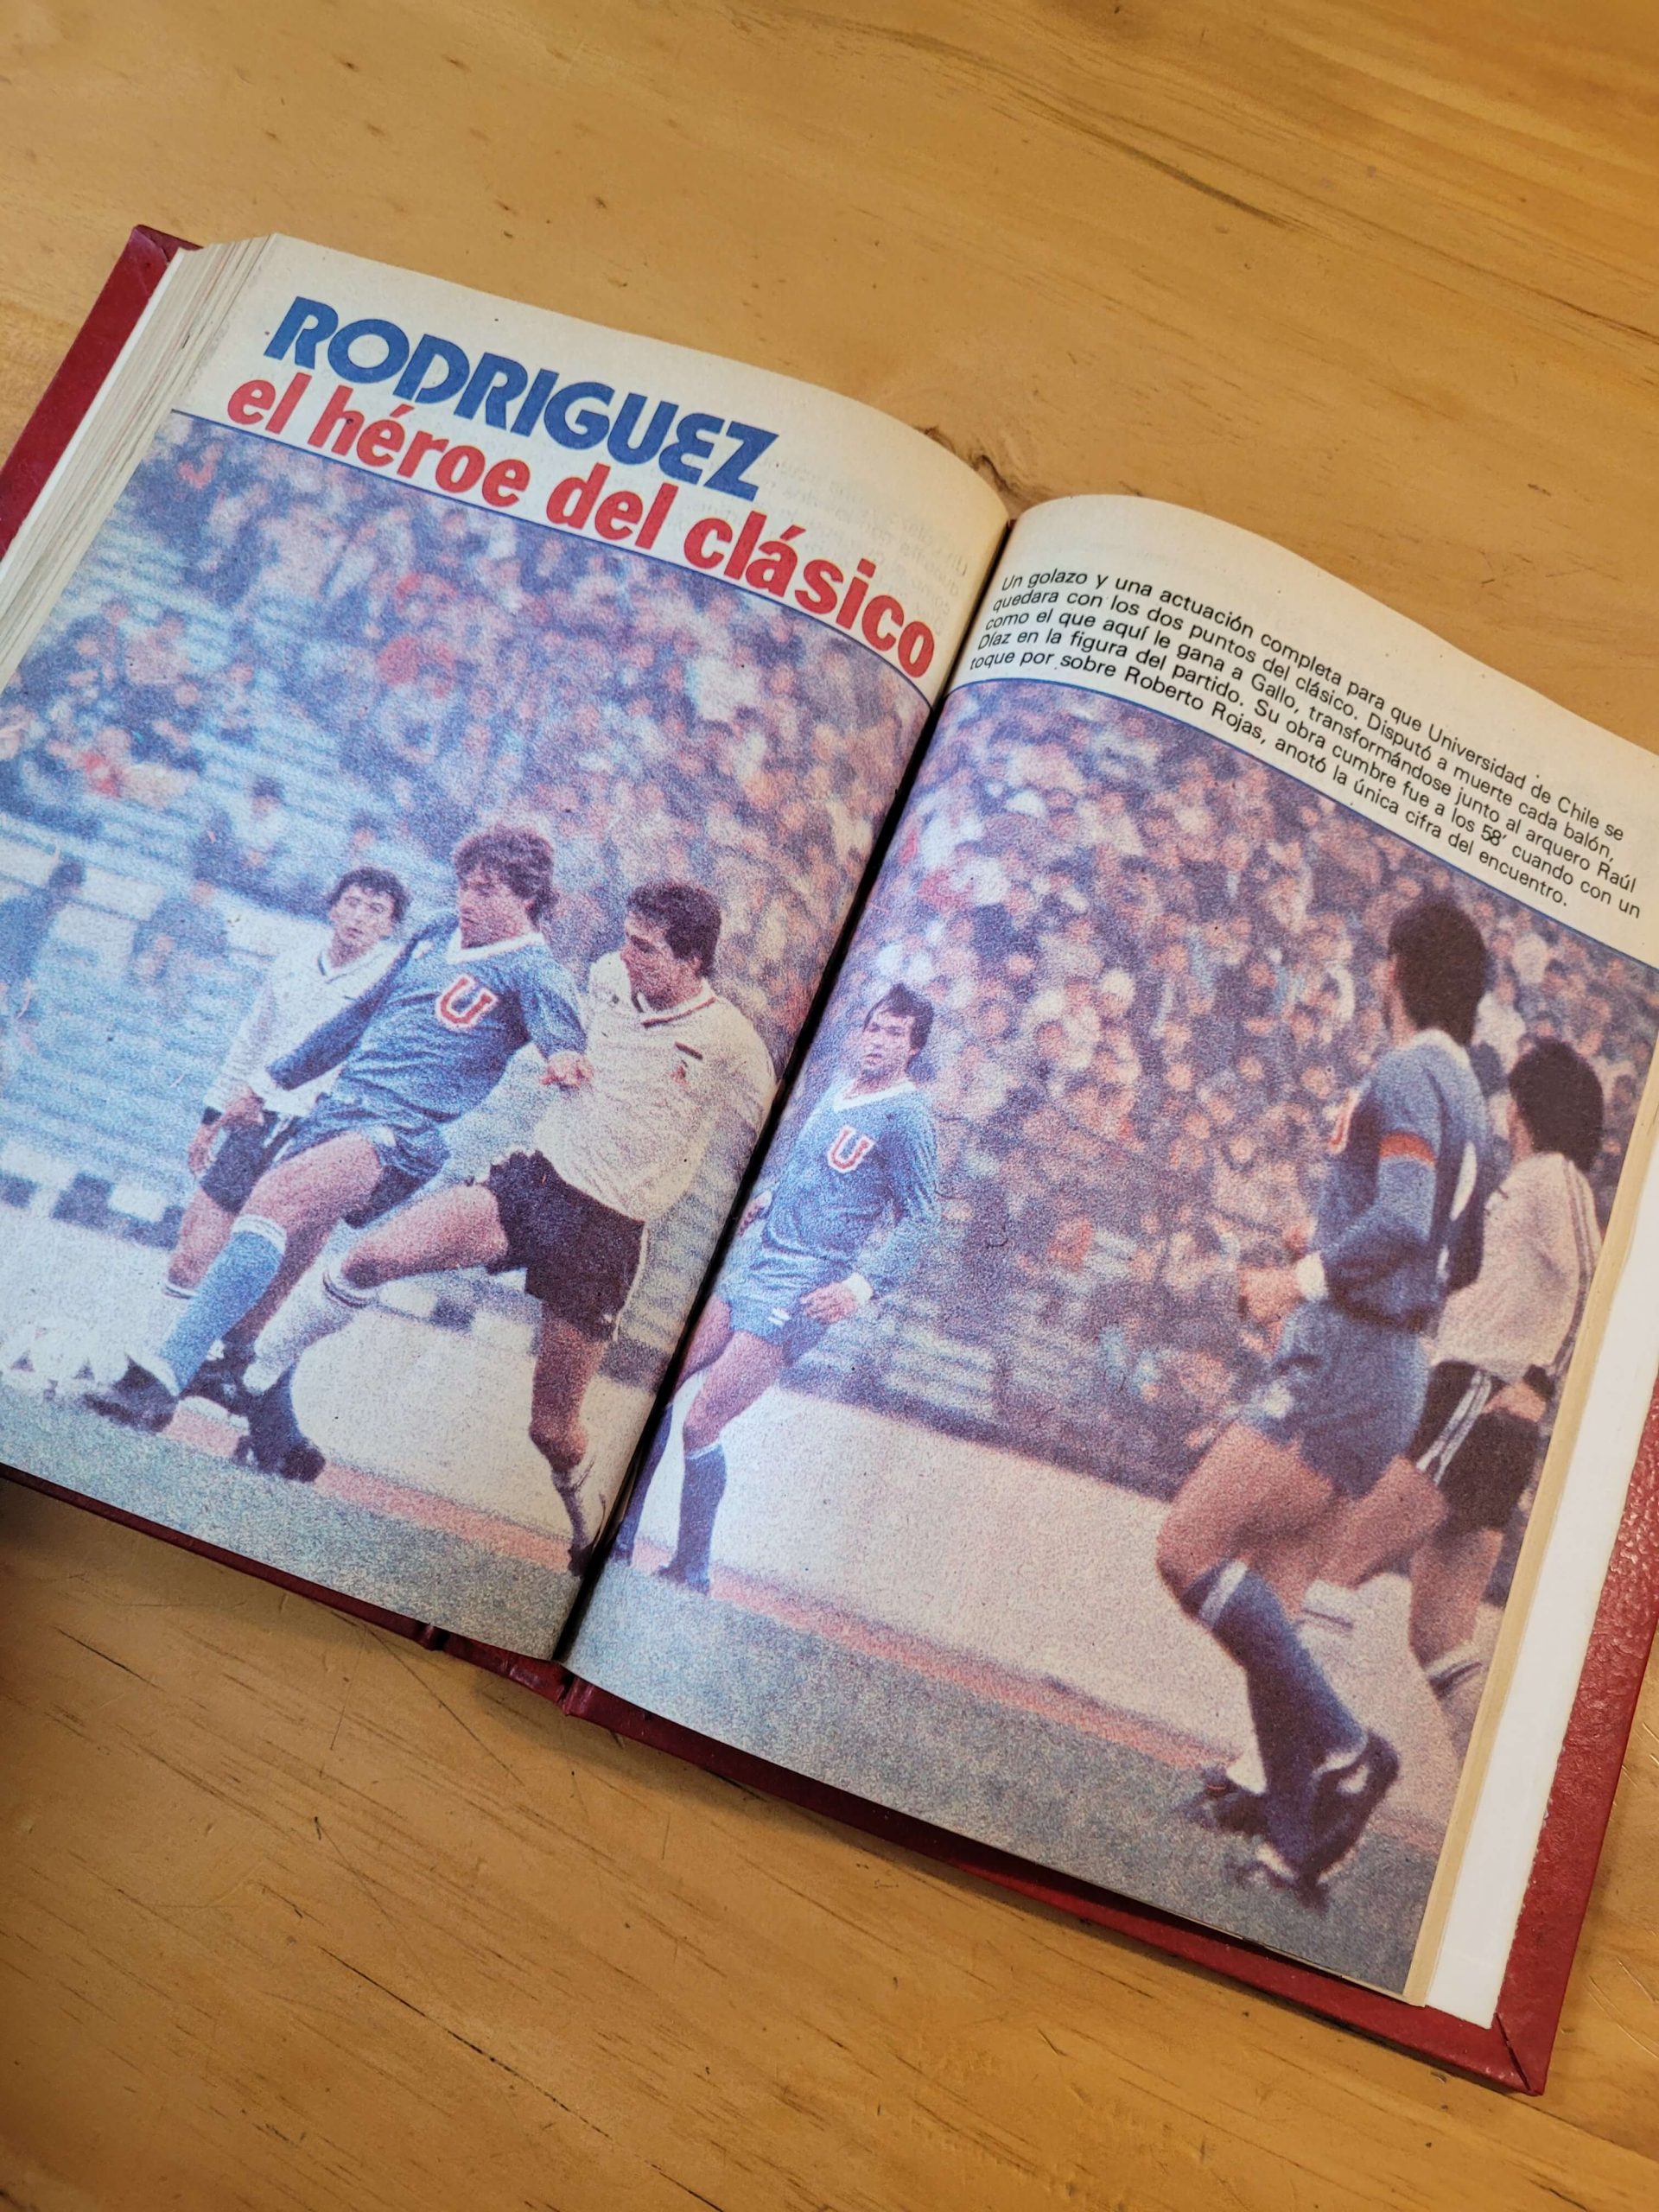 RODRIGUEZ
el héroe del clásico
Un golazo y una actuación completa para que Universidad de Chile se
quedara con los dos puntos del clásico. Disputó a muerte cada balón,
como el que aquí le gana a Gallo, transformándose junto al arquero Raúl
Díaz en la figura del partido. Su obra cumbre fue a los 58' cuando con un
toque por sobre Roberto Rojas, anotó la única cifra del encuentro.
U
U
U